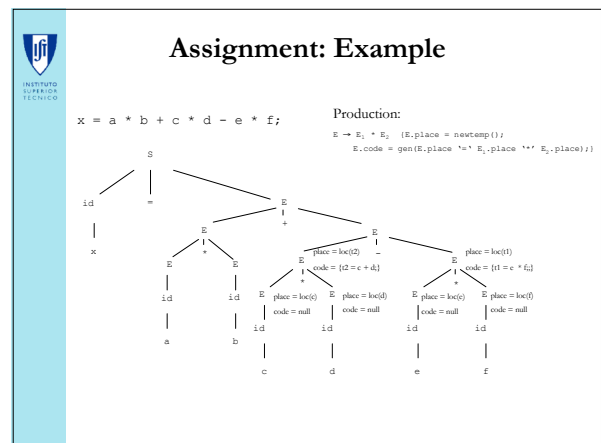 Assignment: Example
INSTITUTO
SUPERIOR
TÉCNICO
x = a * b + c * d - e * f;
Production:
E → E1 * E2 {E.place = newtemp();
E.code = gen(E.place ‘=‘ E1.place ‘*’ E2.place);}
S
id =
E
x
+
E E
* place = loc(t2) - place = loc(t1)
E E E code = {t2 = c + d;} E code = {t1 = e * f;;}
* *
id id E place = loc(c) E place = loc(d) E place = loc(e) E place = loc(f)
code = null code = null code = null code = null
id id id id
a b
c d e f